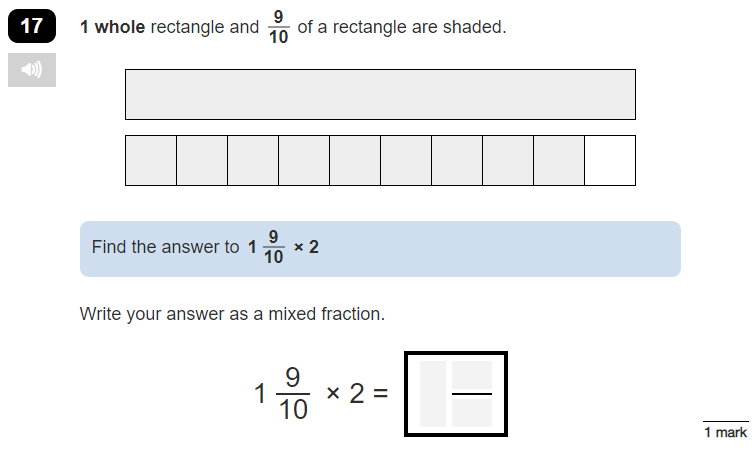 17
1 whole rectangle and 9/10 of a rectangle are shaded.
Find the answer to 1 9/10 × 2
Write your answer as a mixed fraction.
1 9/10 × 2 =
1 mark